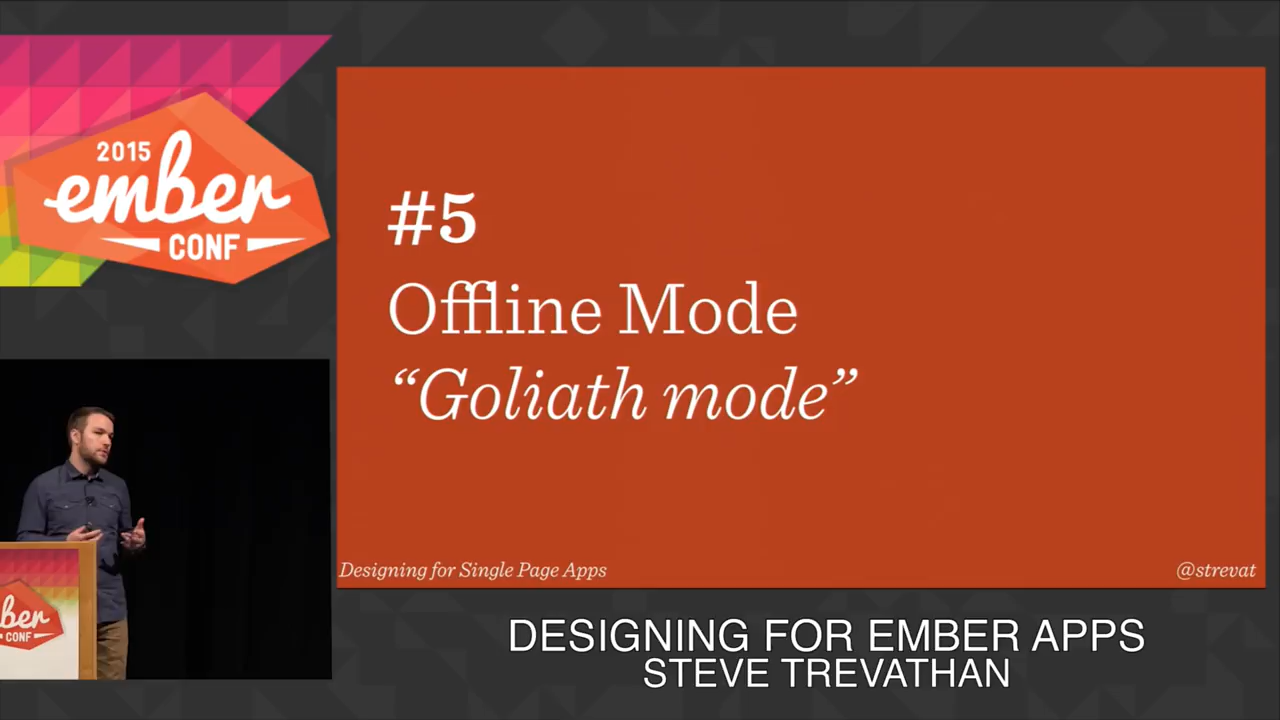 2015
ember
CONF
#5
Offline Mode
“Goliath mode”
Designing for Single Page Apps
@strevat
ber
CONF
DESIGNING FOR EMBER APPS
STEVE TREVATHAN